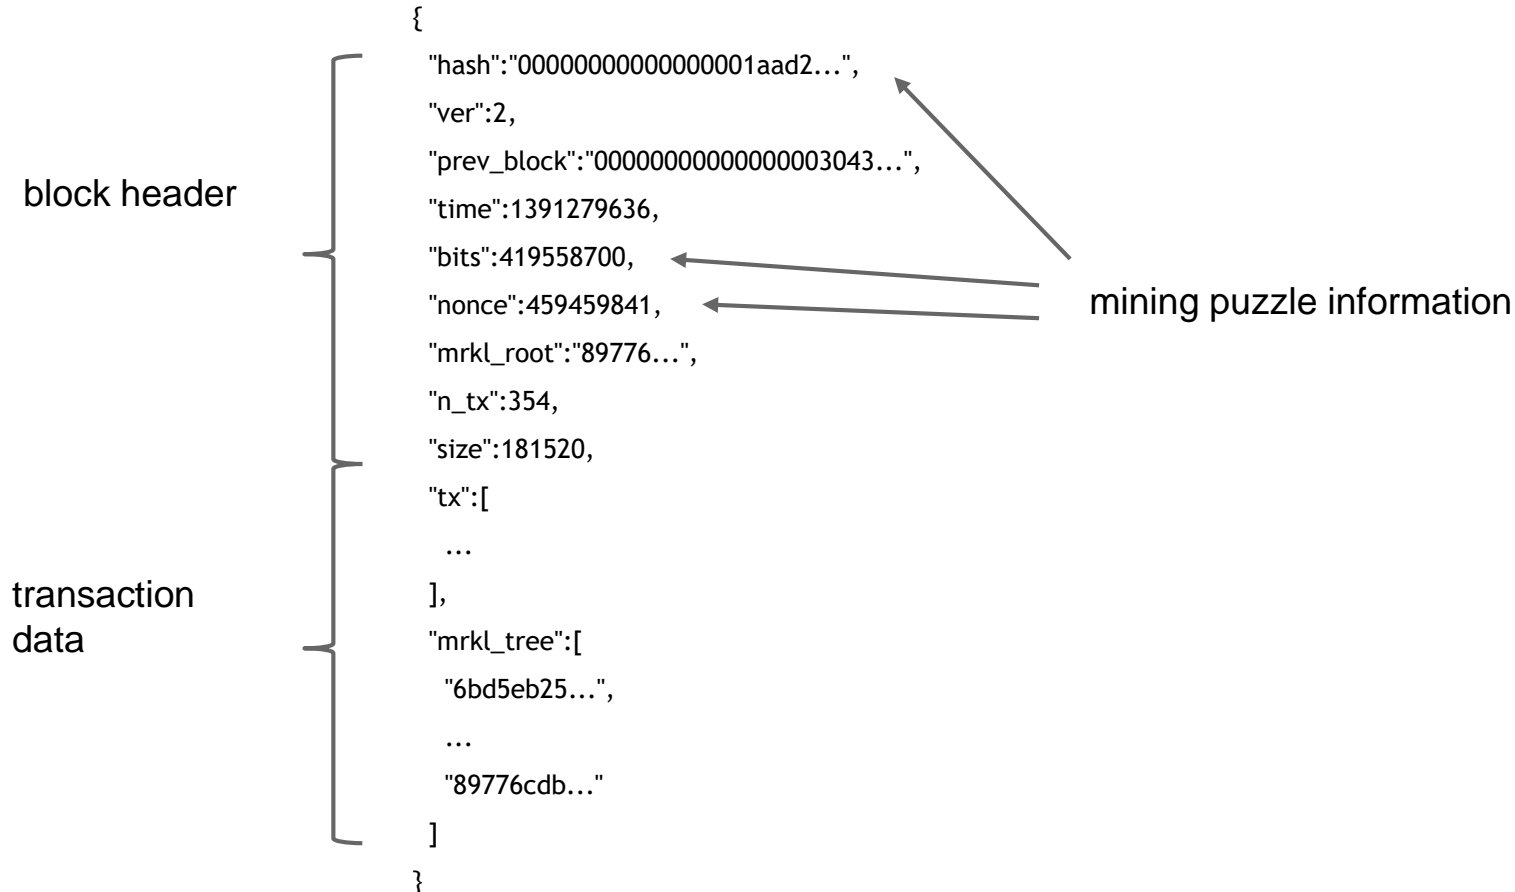 {
"hash":"00000000000000001aad2...",
"ver":2,
"prev_block":"00000000000000003043...",
block header
"time":1391279636,
"bits":419558700,
"nonce":459459841,
mining puzzle information
"mrkl_root":"89776...",
"n_tx":354,
"size":181520,
"tx":[
...
],
transaction
data
"mrkl_tree":[
"6bd5eb25...",
...
"89776cdb..."
]
}